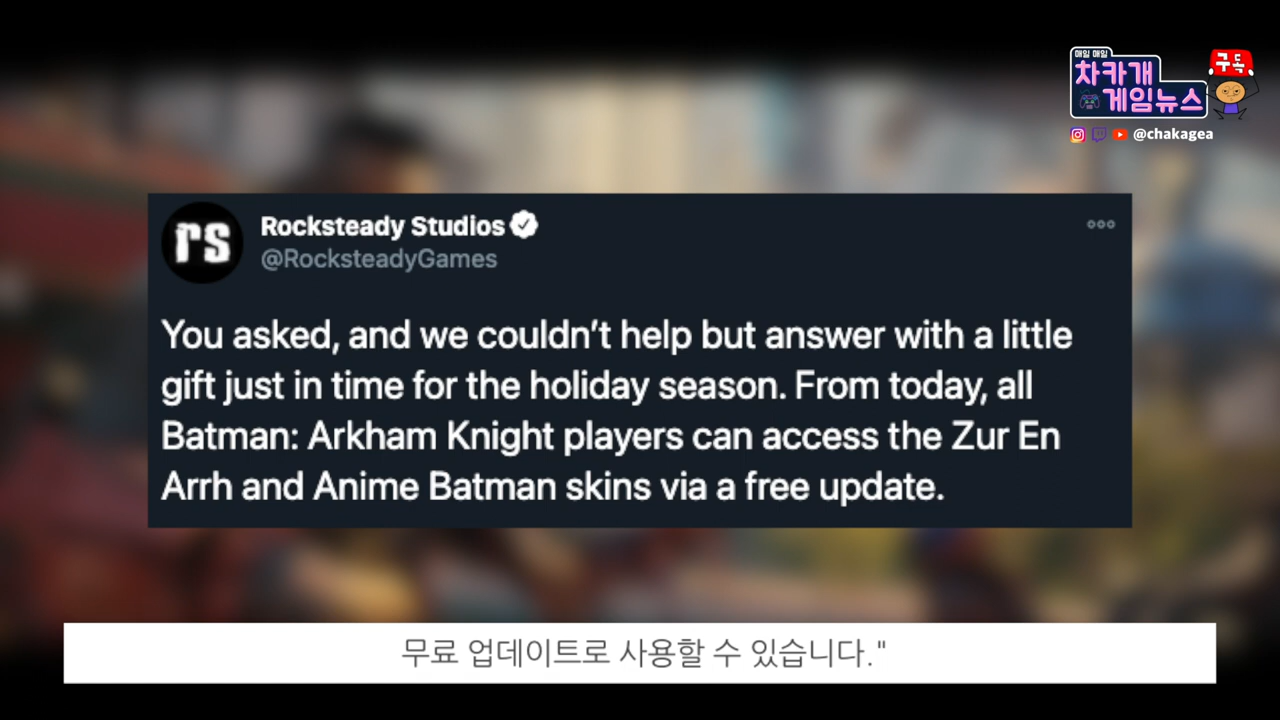 매일 매일
차카개
게임뉴스
구독
@chakagea
rs
Rocksteady Studios
@RocksteadyGames
You asked, and we couldn't help but answer with a little
gift just in time for the holiday season. From today, all
Batman: Arkham Knight players can access the Zur En
Arrh and Anime Batman skins via a free update.
무료 업데이트로 사용할 수 있습니다."